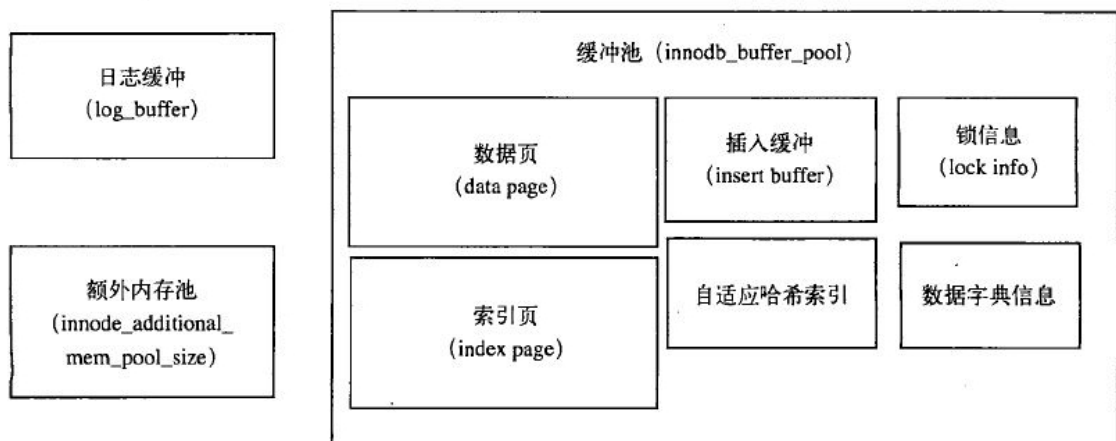 日志缓冲
(log_buffer)
额外内存池
(innode_additional_
mem_pool_size)
缓冲池（innodb_buffer_pool）
数据页
(data page)
索引页
(index page)
插入缓冲
(insert buffer)
自适应哈希索引
锁信息
(lock info)
数据字典信息